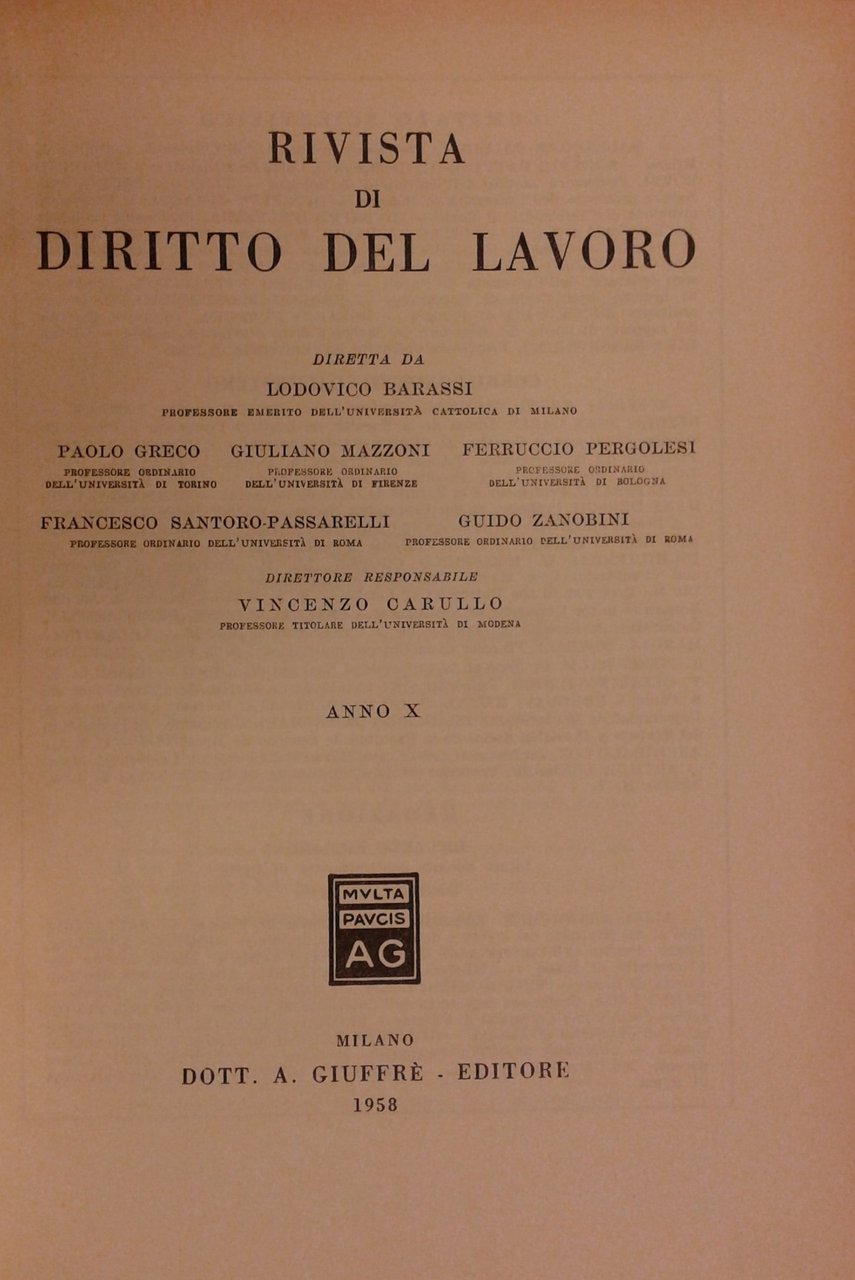 RIVISTA
DI
DIRITTO DEL LAVORO
DIRETTA DA
LODOVICO BARASSI
PROFESSORE EMERITO DELL'UNIVERSITÀ CATTOLICA DI MILANO
PAOLO GRECO GIULIANO MAZZONI FERRUCCIO PERGOLESI
PROFESSORE ORDINARIO PROFESSORE ORDINARIO PROFESSORE ORDINARIO
DELL'UNIVERSITÀ DI TORINO DELL'UNIVERSITÀ DI FIRENZE DELL'UNIVERSITÀ DI BOLOGNA
FRANCESCO SANTORO-PASSARELLI GUIDO ZANOBINI
PROFESSORE ORDINARIO DELL'UNIVERSITÀ DI ROMA PROFESSORE ORDINARIO DELL'UNIVERSITÀ DI ROMA
DIRETTORE RESPONSABILE
VINCENZO CARULLO
PROFESSORE TITOLARE DELL'UNIVERSITÀ DI MODENA
ANNO X
MVLTA
PAVCIS
AG
MILANO
DOTT. A. GIUFFRÈ - EDITORE
1958